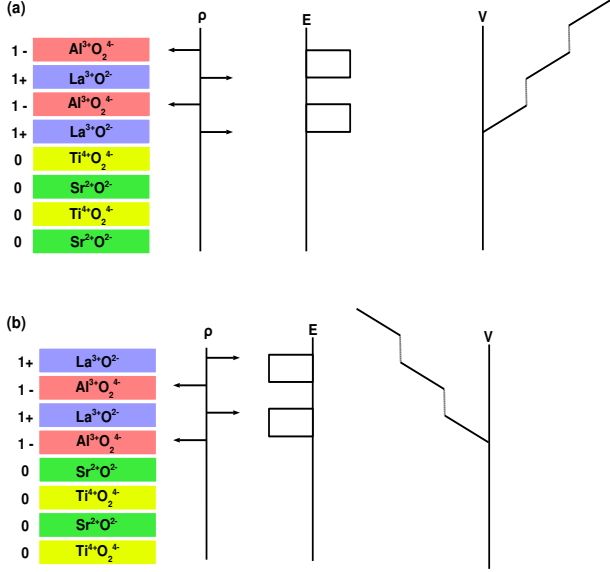 (a) ρ E V
1 - Al³⁺O₂⁴⁻
1+ La³⁺O²⁻
1 - Al³⁺O₂⁴⁻
1+ La³⁺O²⁻
0 Ti⁴⁺O₂⁴⁻
0 Sr²⁺O²⁻
0 Ti⁴⁺O₂⁴⁻
0 Sr²⁺O²⁻
(b) ρ E V
1+ La³⁺O²⁻
1 - Al³⁺O₂⁴⁻
1+ La³⁺O²⁻
1 - Al³⁺O₂⁴⁻
0 Sr²⁺O²⁻
0 Ti⁴⁺O₂⁴⁻
0 Sr²⁺O²⁻
0 Ti⁴⁺O₂⁴⁻